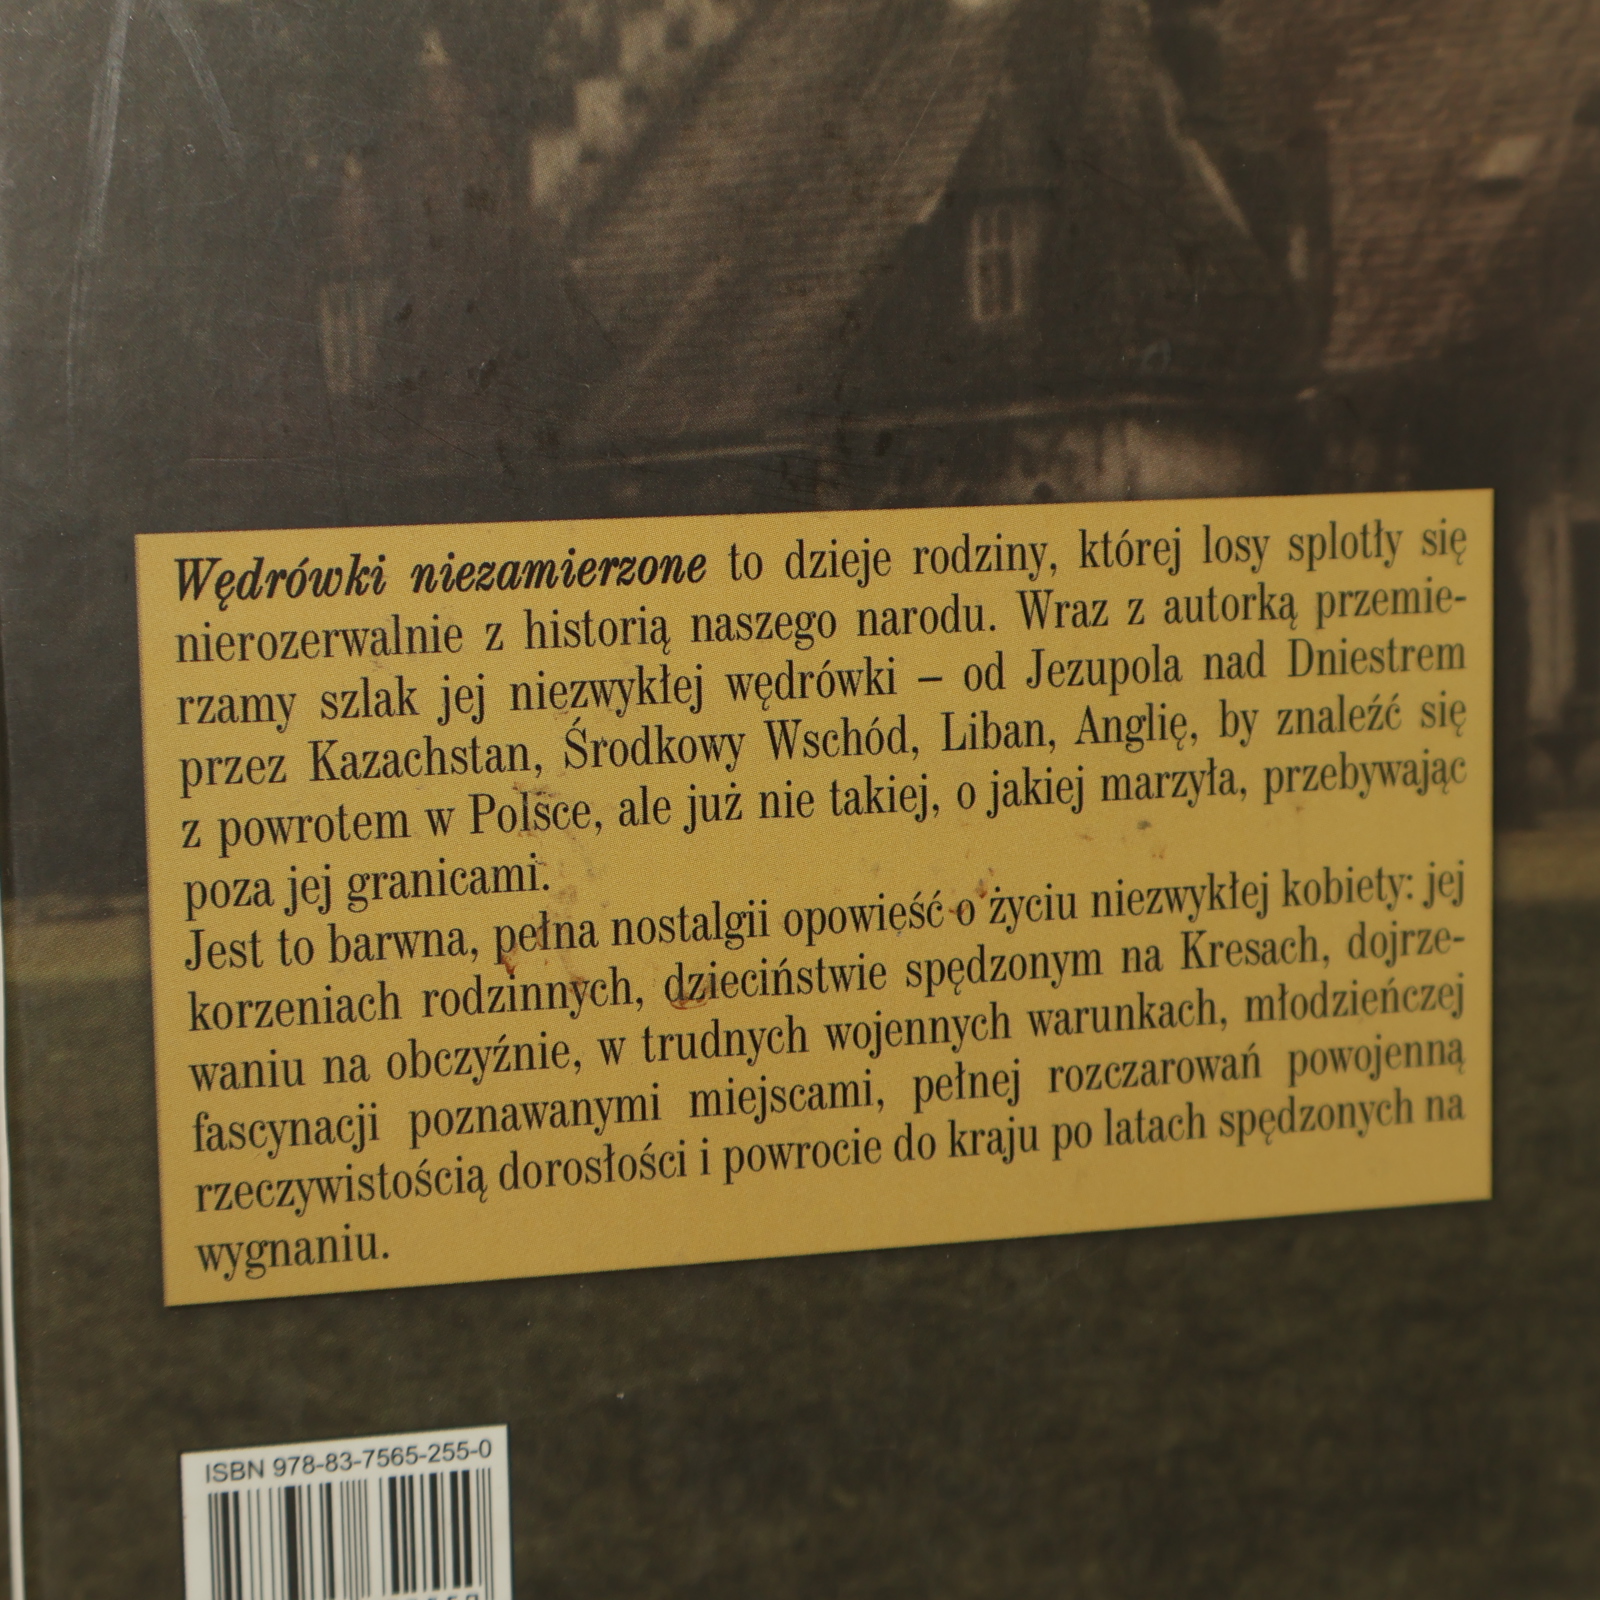 Wędrówki niezamierzone to dzieje rodziny, której losy splotły się
nierozerwalnie z historią naszego narodu. Wraz z autorką przemie-
rzamy szlak jej niezwykłej wędrówki – od Jezupola nad Dniestrem
przez Kazachstan, Środkowy Wschód, Liban, Anglię, by znaleźć się
z powrotem w Polsce, ale już nie takiej, o jakiej marzyła, przebywając
poza jej granicami.
Jest to barwna, pełna nostalgii opowieść o życiu niezwykłej kobiety: jej
korzeniach rodzinnych, dzieciństwie spędzonym na Kresach, dojrze-
waniu na obczyźnie, w trudnych wojennych warunkach, młodzieńczej
fascynacji poznawanymi miejscami, pełnej rozczarowań powojenną
rzeczywistością dorosłości i powrocie do kraju po latach spędzonych na
wygnaniu.
ISBN 978-83-7565-255-0